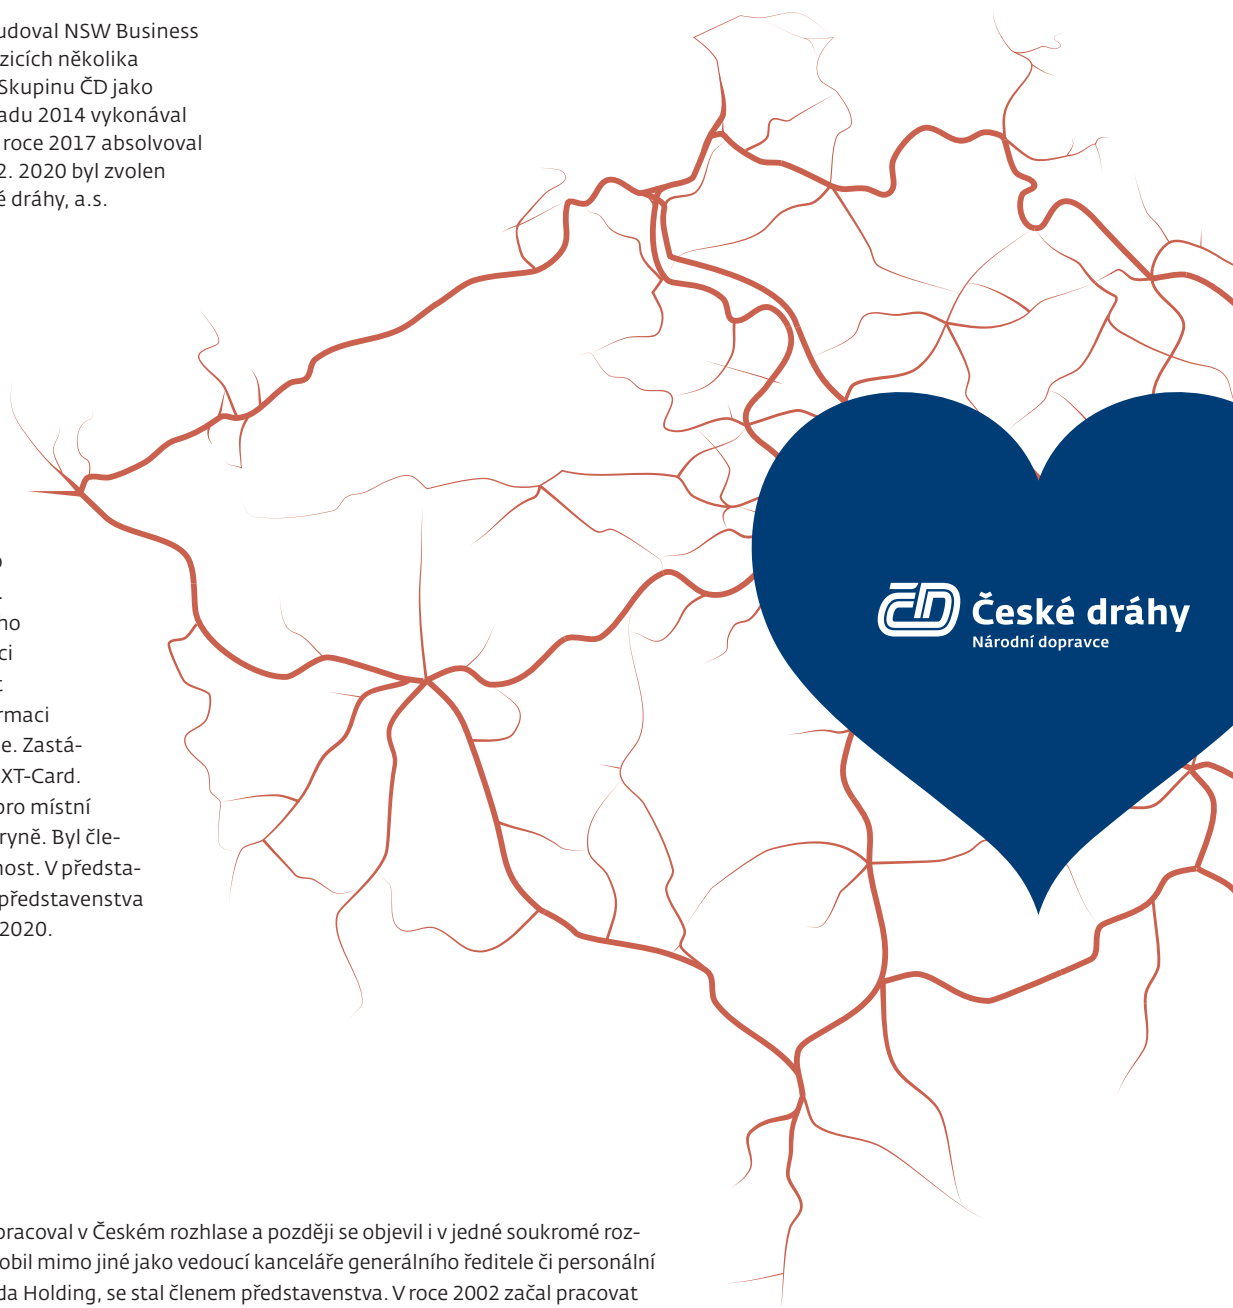 udoval NSW Business
zicích několika
Skupinu ČD jako
adu 2014 vykonával
roce 2017 absolvoval
2. 2020 byl zvolen
é dráhy, a.s.
ho
ci
rmaci
e. Zastá-
XT-Card.
pro místní
ryně. Byl čle-
nost. V předsta-
představenstva
2020.
ČD České dráhy
Národní dopravce
pracoval v Českém rozhlase a později se objevil i v jedné soukromé roz-
obil mimo jiné jako vedoucí kanceláře generálního ředitele či personální
da Holding, se stal členem představenstva. V roce 2002 začal pracovat